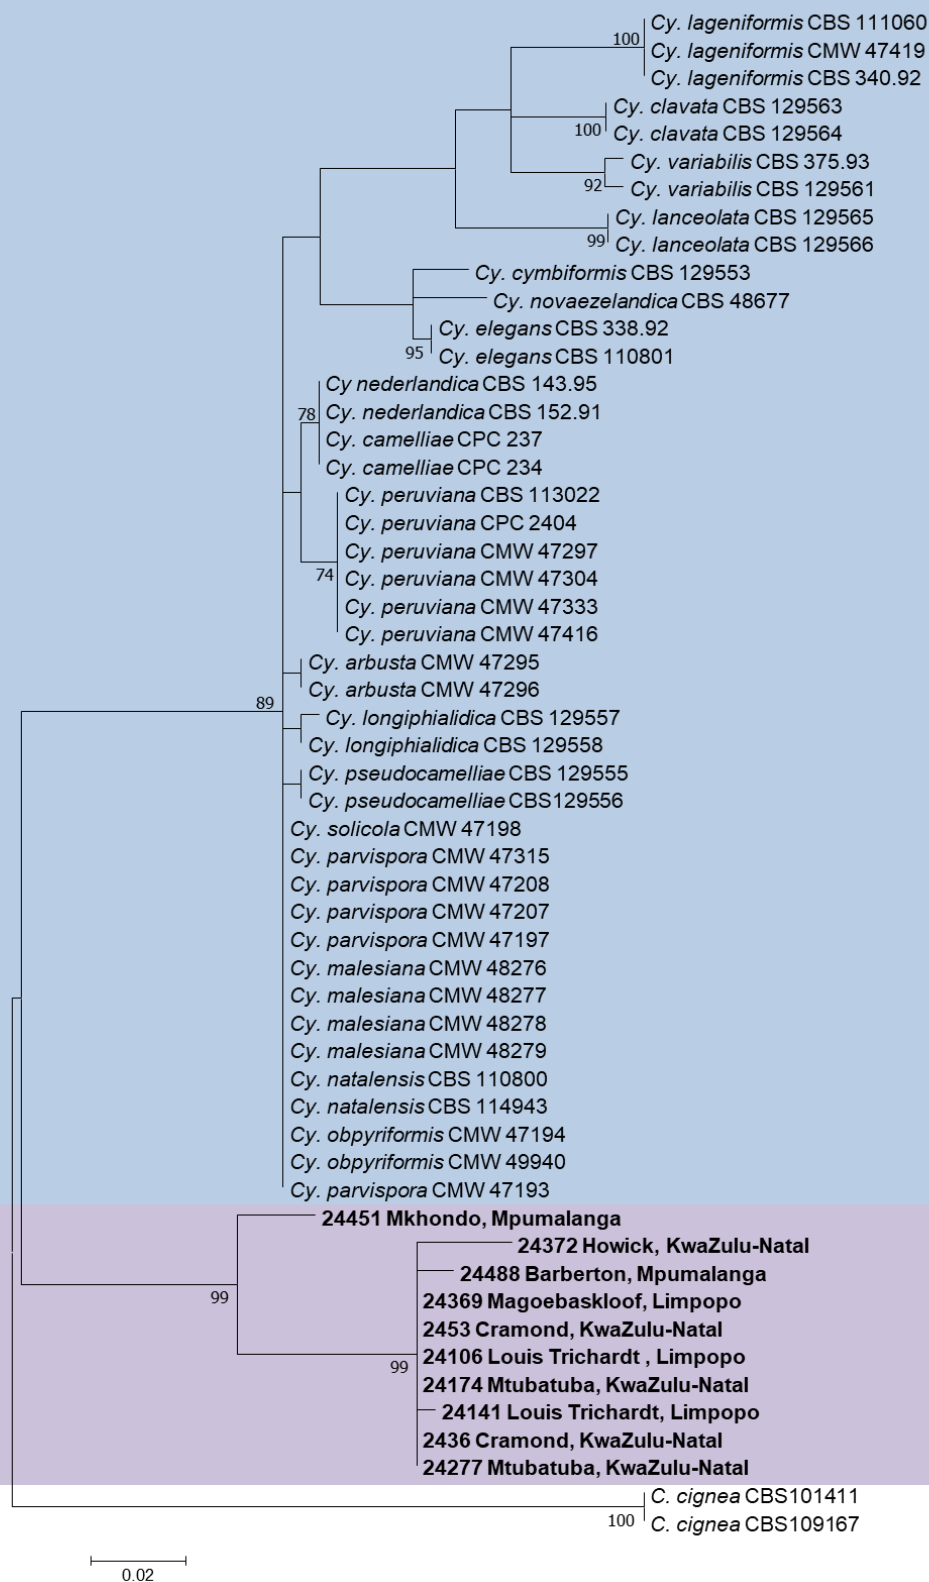 Cy. lageniformis CBS 111060
100
Cy. lageniformis CMW 47419
Cy. lageniformis CBS 340.92
Cy. clavata CBS 129563
100
Cy. clavata CBS 129564
Cy. variabilis CBS 375.93
92
Cy. variabilis CBS 129561
Cy. lanceolata CBS 129565
99
Cy. lanceolata CBS 129566
Cy. cymbiformis CBS 129553
Cy. novaezelandica CBS 48677
Cy. elegans CBS 338.92
95
Cy. elegans CBS 110801
Cy nederlandica CBS 143.95
78
Cy. nederlandica CBS 152.91
Cy. camelliae CPC 237
Cy. camelliae CPC 234
Cy. peruviana CBS 113022
Cy. peruviana CPC 2404
Cy. peruviana CMW 47297
74
Cy. peruviana CMW 47304
Cy. peruviana CMW 47333
Cy. peruviana CMW 47416
Cy. arbusta CMW 47295
Cy. arbusta CMW 47296
89
Cy. longiphialidica CBS 129557
Cy. longiphialidica CBS 129558
Cy. pseudocamelliae CBS 129555
Cy. pseudocamelliae CBS129556
Cy. solicola CMW 47198
Cy. parvispora CMW 47315
Cy. parvispora CMW 47208
Cy. parvispora CMW 47207
Cy. parvispora CMW 47197
Cy. malesiana CMW 48276
Cy. malesiana CMW 48277
Cy. malesiana CMW 48278
Cy. malesiana CMW 48279
Cy. natalensis CBS 110800
Cy. natalensis CBS 114943
Cy. obpyriformis CMW 47194
Cy. obpyriformis CMW 49940
Cy. parvispora CMW 47193
24451 Mkhondo, Mpumalanga
24372 Howick, KwaZulu-Natal
24488 Barberton, Mpumalanga
99
24369 Magoebaskloof, Limpopo
2453 Cramond, KwaZulu-Natal
24106 Louis Trichardt , Limpopo
99
24174 Mtubatuba, KwaZulu-Natal
24141 Louis Trichardt, Limpopo
2436 Cramond, KwaZulu-Natal
24277 Mtubatuba, KwaZulu-Natal
C. cignea CBS101411
100
C. cignea CBS109167
0.02